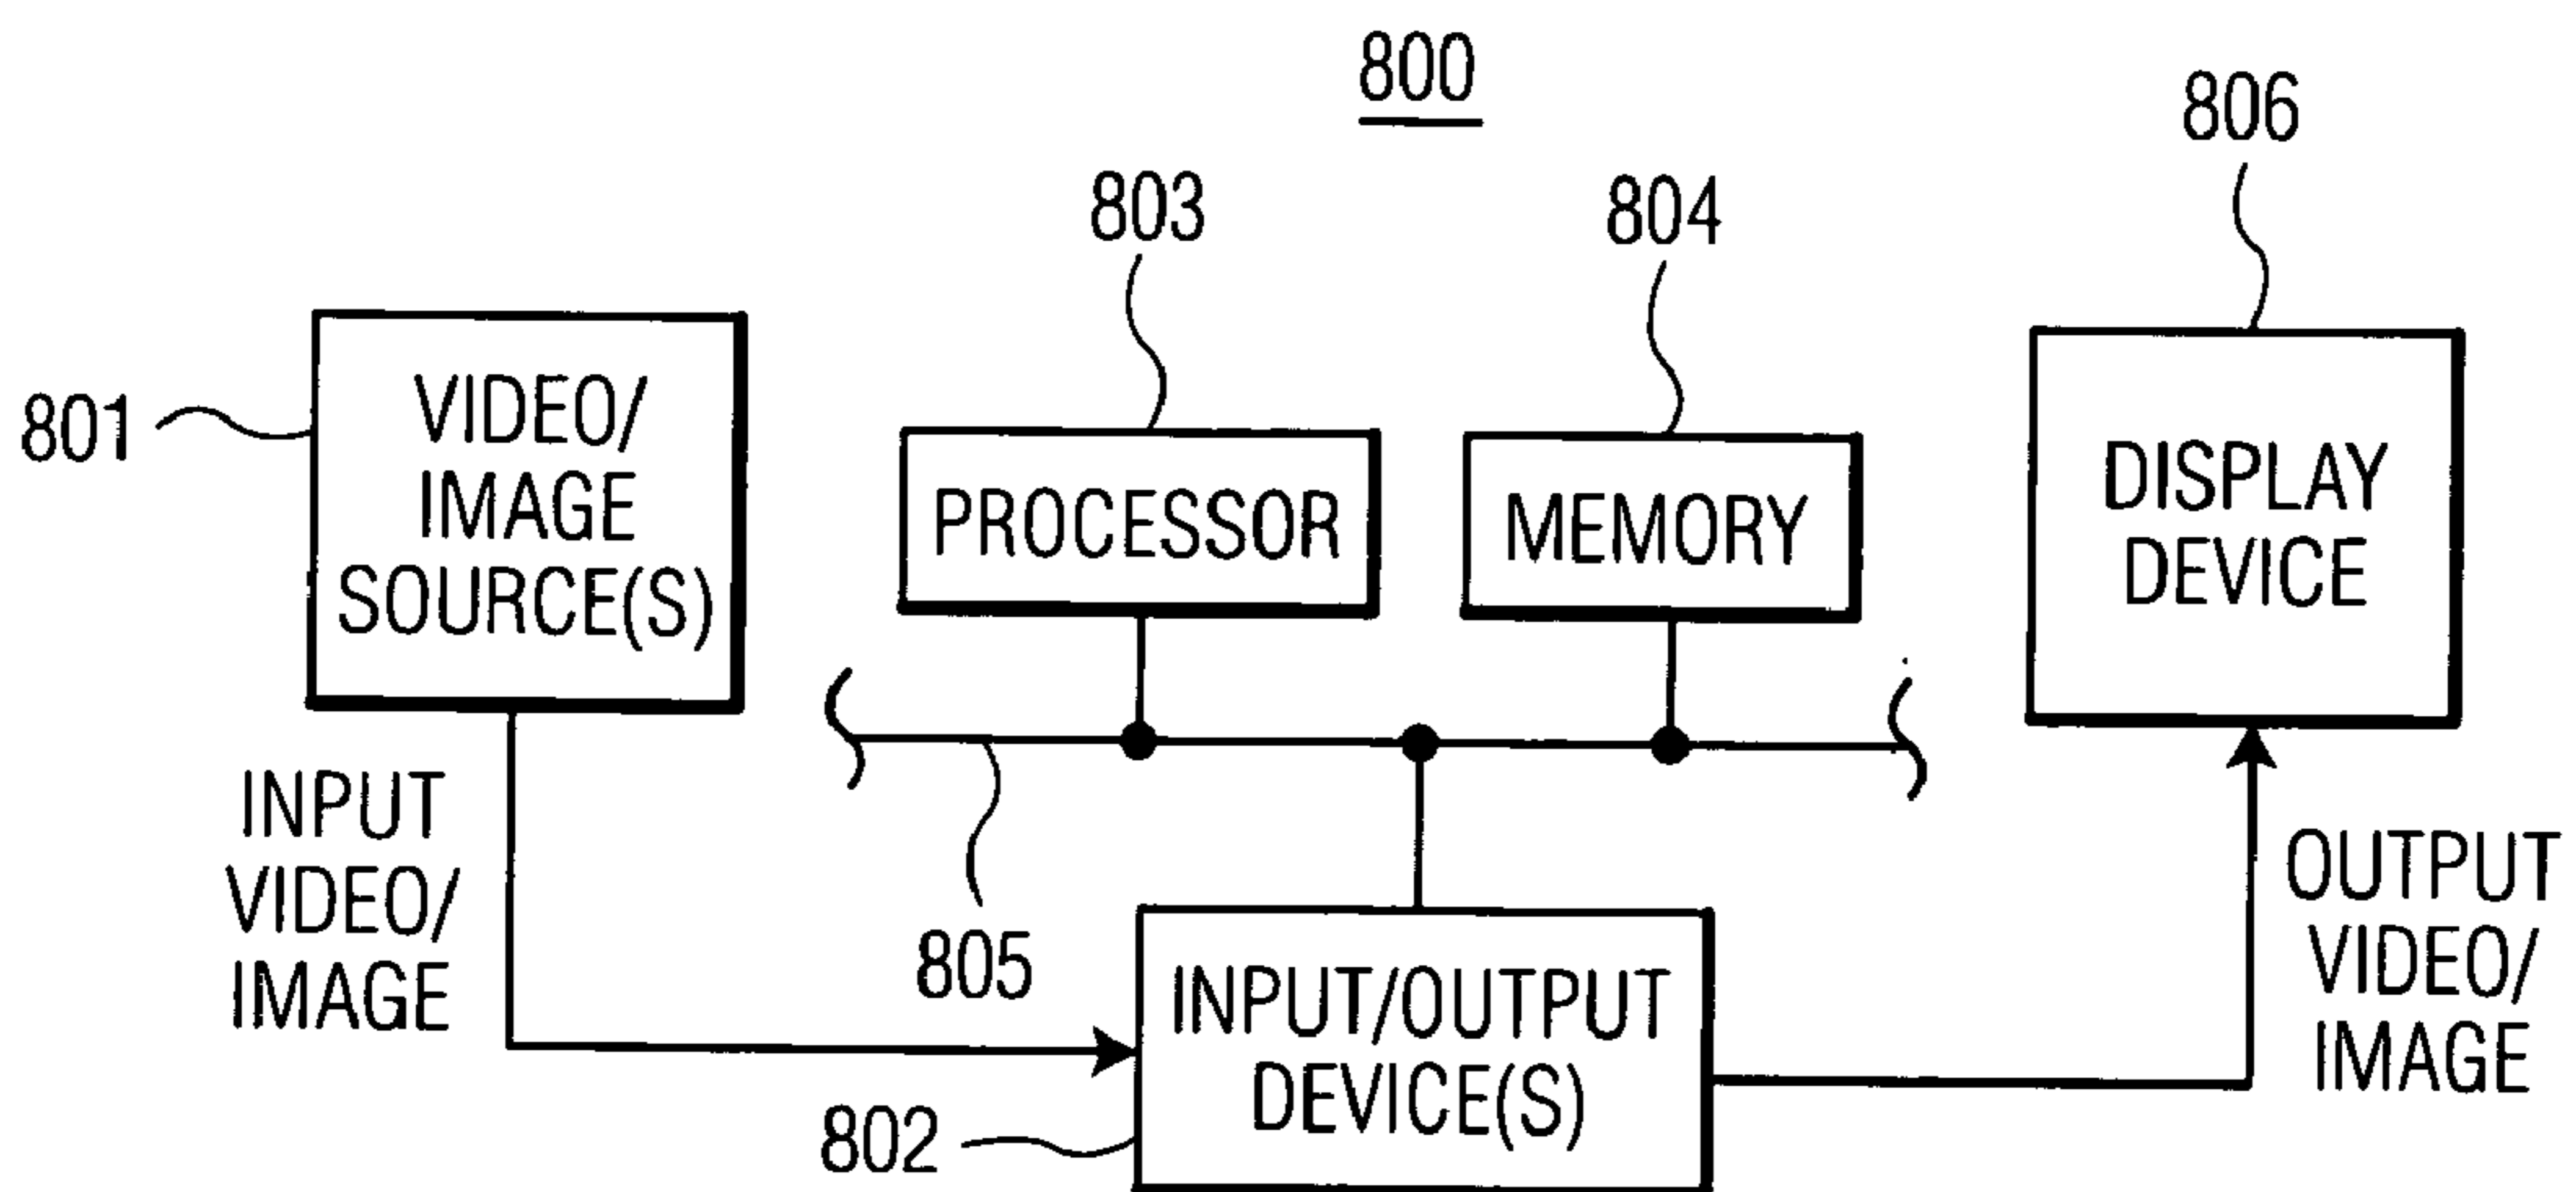 800
806
803
804
801
VIDEO/
IMAGE
SOURCE(S)
PROCESSOR
MEMORY
DISPLAY
DEVICE
INPUT
VIDEO/
IMAGE
805
OUTPUT
VIDEO/
IMAGE
INPUT/OUTPUT
DEVICE(S)
802